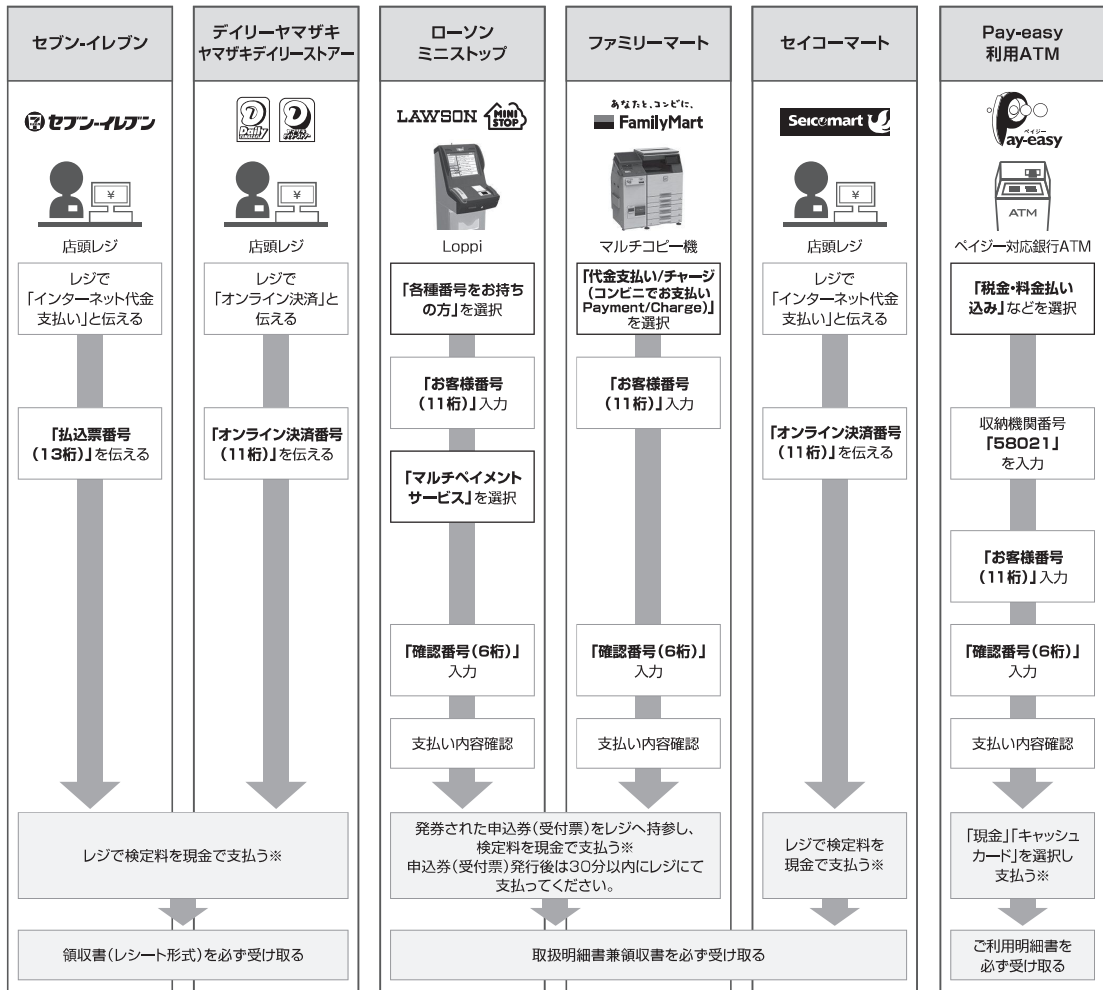 セブン-イレブン
デイリーヤマザキ
ヤマザキデイリーストアー
ローソン
ミニストップ
ファミリーマート
セイコーマート
Pay-easy
利用ATM
セブン-イレブン
Daily
LAWSON
MINI
STOP
あなたと、コンビに、
FamilyMart
Seicomart
ペイジー
Pay-easy
¥
¥
¥
ATM
店頭レジ
店頭レジ
Loppi
マルチコピー機
店頭レジ
ペイジー対応銀行ATM
レジで
「インターネット代金
支払い」と伝える
レジで
「オンライン決済」と
伝える
「各種番号をお持ち
の方」を選択
「代金支払い/チャージ
(コンビニでお支払い
Payment/Charge)」
を選択
レジで
「インターネット代金
支払い」と伝える
「税金・料金払い
込み」などを選択
「お客様番号
(11桁)」入力
「お客様番号
(11桁)」入力
「払込票番号
(13桁)」を伝える
「オンライン決済番号
(11桁)」を伝える
「マルチペイメント
サービス」を選択
「オンライン決済番号
(11桁)」を伝える
収納機関番号
「58021」
を入力
「お客様番号
(11桁)」入力
「確認番号(6桁)」
入力
「確認番号(6桁)」
入力
「確認番号(6桁)」
入力
支払い内容確認
支払い内容確認
支払い内容確認
レジで検定料を現金で支払う※
発券された申込券(受付票)をレジへ持参し、
検定料を現金で支払う※
申込券(受付票)発行後は30分以内にレジにて
支払ってください。
レジで検定料を
現金で支払う※
「現金」「キャッシュ
カード」を選択し
支払う※
領収書(レシート形式)を必ず受け取る
取扱明細書兼領収書を必ず受け取る
ご利用明細書を
必ず受け取る